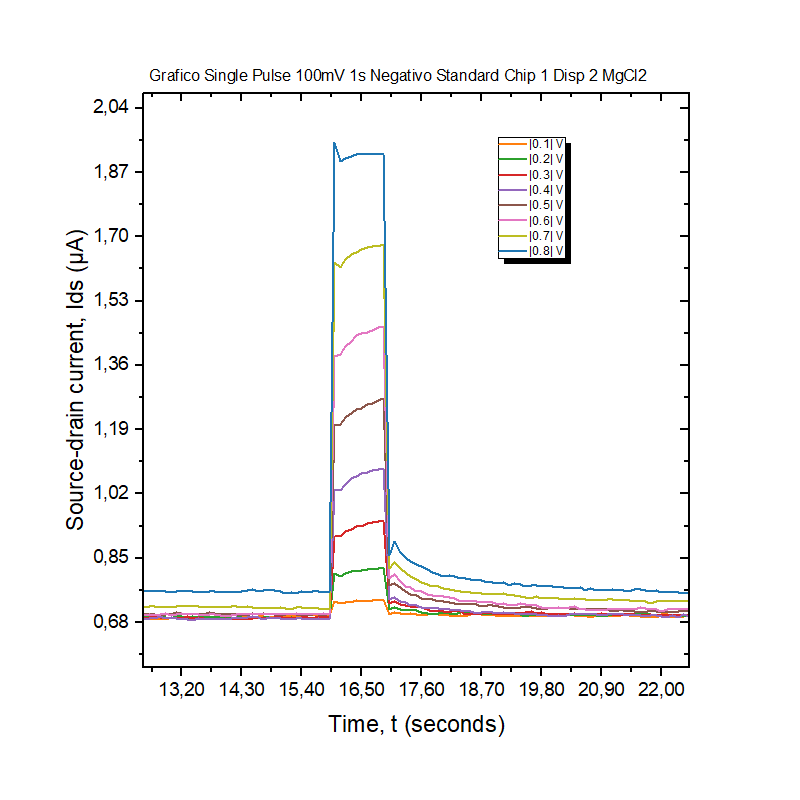 Grafico Single Pulse 100mV 1s Negativo Standard Chip 1 Disp 2 MgCl2
2,04
1,87
1,70
1,53
1,36
1,19
1,02
0,85
0,68
Source-drain current, Ids (µA)
|0.1| V
|0.2| V
|0.3| V
|0.4| V
|0.5| V
|0.6| V
|0.7| V
|0.8| V
13,20 14,30 15,40 16,50 17,60 18,70 19,80 20,90 22,00
Time, t (seconds)